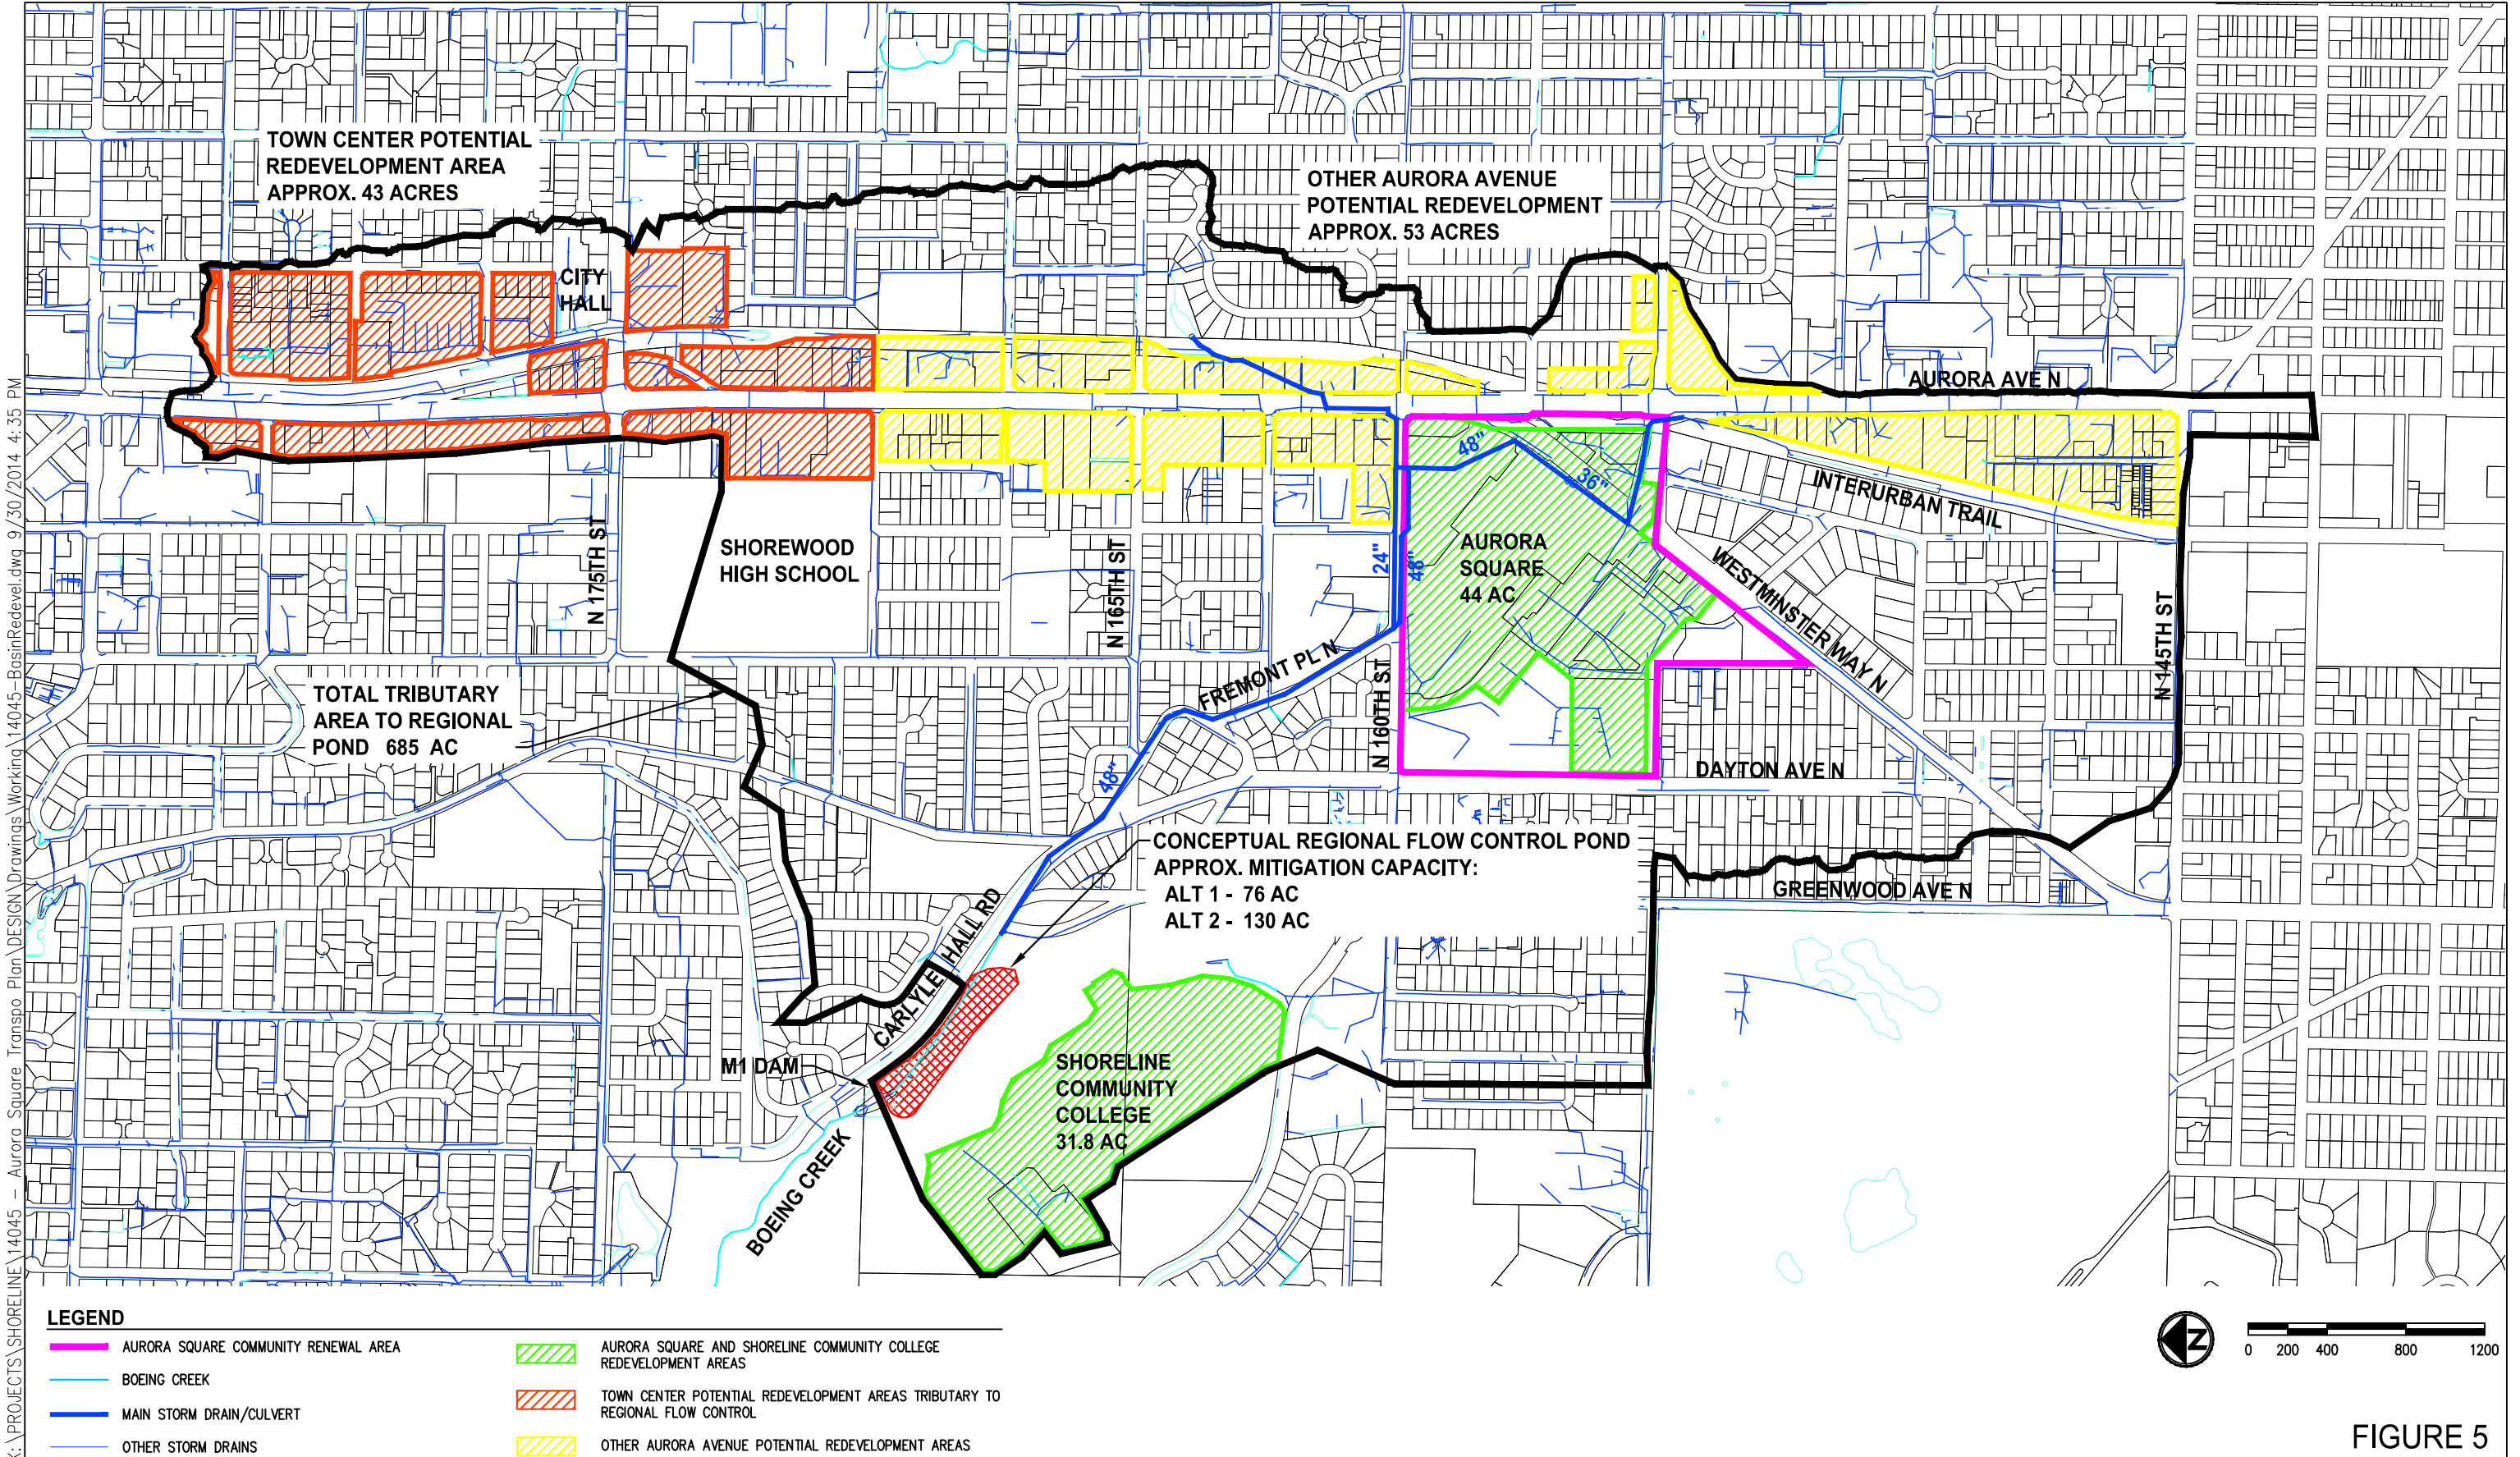 TOWN CENTER POTENTIAL
REDEVELOPMENT AREA
APPROX. 43 ACRES
OTHER AURORA AVENUE
POTENTIAL REDEVELOPMENT
APPROX. 53 ACRES
CITY
HALL
AURORA AVE N
48"
36"
INTERURBAN TRAIL
N 175TH ST
SHOREWOOD
HIGH SCHOOL
N 165TH ST
24"
48"
AURORA
SQUARE
44 AC
WESTMINSTER WAY N
N 145TH ST
FREMONT PL N
N 160TH ST
TOTAL TRIBUTARY
AREA TO REGIONAL
POND 685 AC
48"
DAYTON AVE N
CONCEPTUAL REGIONAL FLOW CONTROL POND
APPROX. MITIGATION CAPACITY:
ALT 1 - 76 AC
ALT 2 - 130 AC
GREENWOOD AVE N
CARLYLE HALL RD
M1 DAM
SHORELINE
COMMUNITY
COLLEGE
31.8 AC
BOEING CREEK
K:\PROJECTS\SHORELINE\14045 - Aurora Square Transpo Plan\DESIGN\Drawings\Working\14045-BasinRedevel.dwg 9/30/2014 4:35 PM
LEGEND
AURORA SQUARE COMMUNITY RENEWAL AREA
BOEING CREEK
MAIN STORM DRAIN/CULVERT
OTHER STORM DRAINS
AURORA SQUARE AND SHORELINE COMMUNITY COLLEGE
REDEVELOPMENT AREAS
TOWN CENTER POTENTIAL REDEVELOPMENT AREAS TRIBUTARY TO
REGIONAL FLOW CONTROL
OTHER AURORA AVENUE POTENTIAL REDEVELOPMENT AREAS
Z
0 200 400 800 1200
FIGURE 5